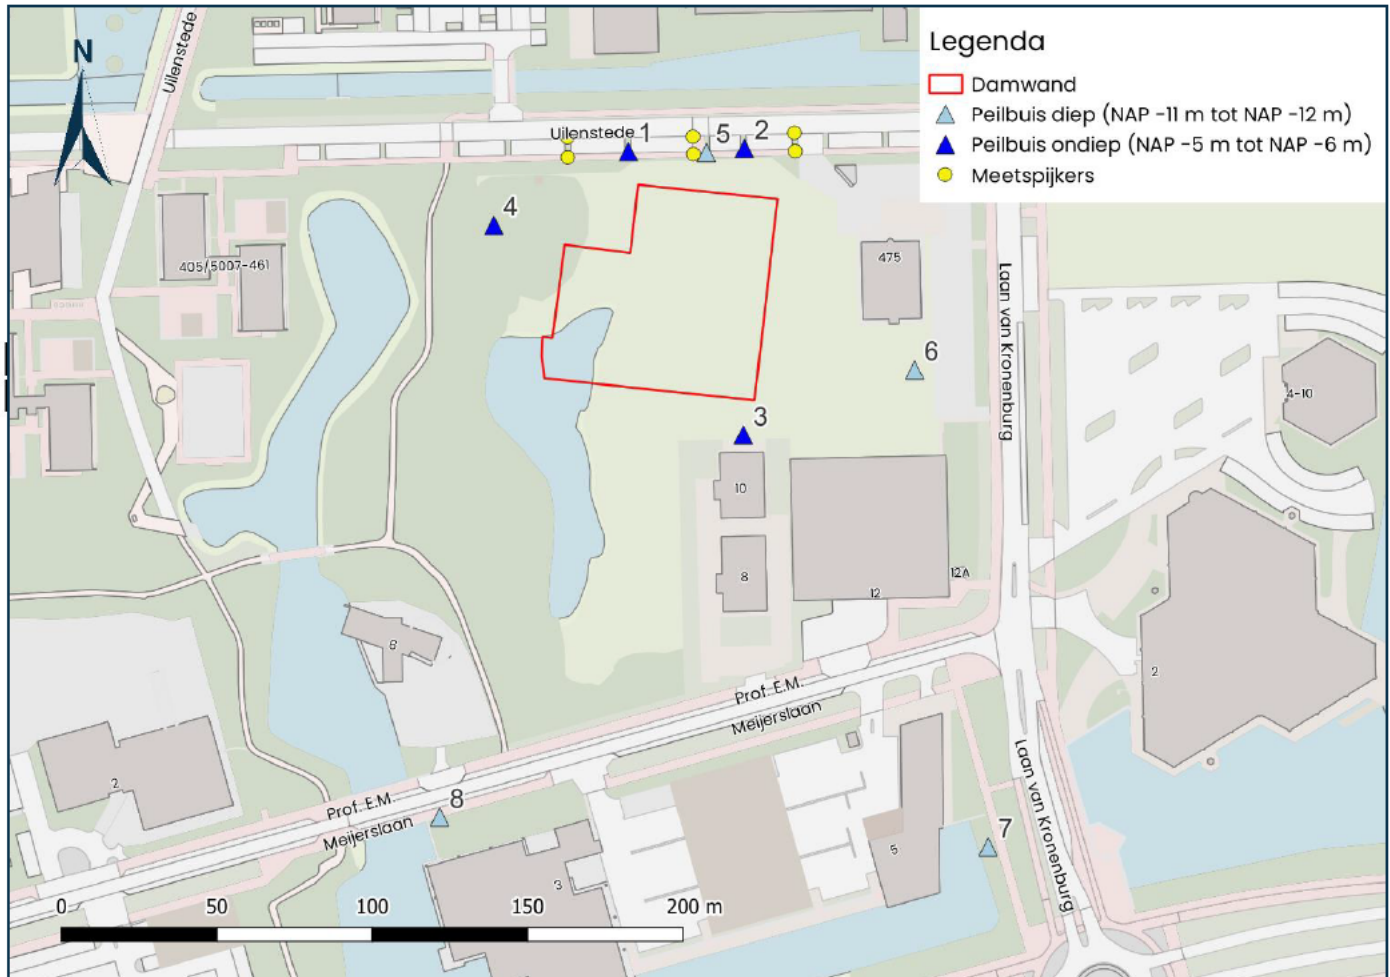 Legenda
Damwand
Peilbuis diep (NAP -11 m tot NAP -12 m)
Peilbuis ondiep (NAP -5 m tot NAP -6 m)
Meetspijkers
N
Uilenstede
Uilenstede
1
5
2
4
405/5007-461
475
Laan van Kronenburg
6
4-10
3
10
8
12A
12
8
2
Prof. E.M.
Meijerslaan
2
Prof. E.M.
Meijerslaan
8
Laan van Kronenburg
7
5
3
0 50 100 150 200 m